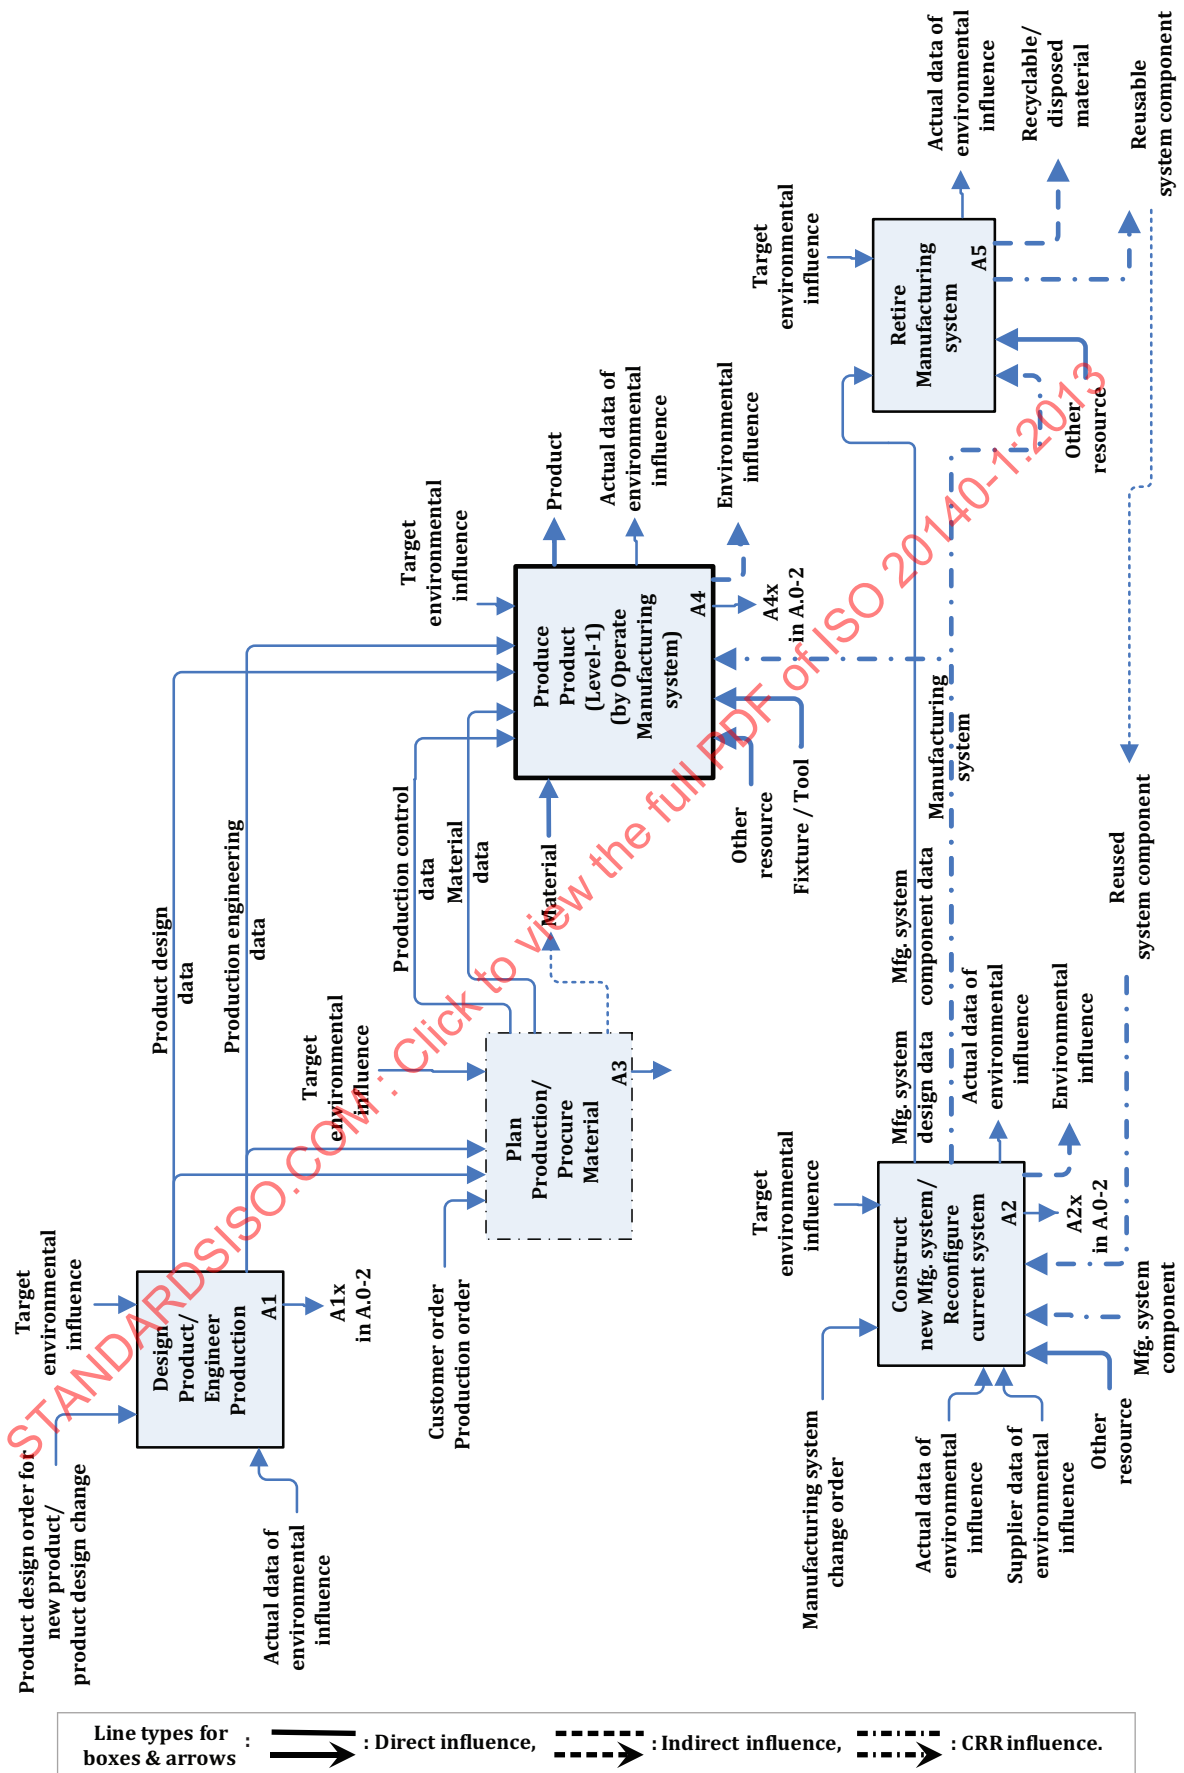 Product design order for
new product/
product design change
Target
environmental
influence
Actual data of
environmental
influence
Design
Product/
Engineer
Production
A1
A1x
in A.0-2
Product design
data
Production engineering
data
Customer order
Production order
Target
environmental
influence
Plan
Production/
Procure
Material
A3
Production control
data
Material
data
Material
Target
environmental
influence
Produce
Product
(Level-1)
(by Operate
Manufacturing
system)
A4
Product
Actual data of
environmental
influence
Environmental
influence
A4x
in A.0-2
Other
resource
Fixture / Tool
Manufacturing system
change order
Target
environmental
influence
Actual data of
environmental
influence
Supplier data of
environmental
influence
Other
resource
Construct
new Mfg. system/
Reconfigure
current system
A2
A2x
in A.0-2
Mfg. system
component
Mfg. system
design data
Mfg. system
component data
Actual data of
environmental
influence
Environmental
influence
Manufacturing
system
Reused
system component
Target
environmental
influence
Retire
Manufacturing
system
A5
Other
resource
Actual data of
environmental
influence
Recyclable/
disposed
material
Reusable
system component
Line types for
boxes & arrows
:
: Direct influence,
: Indirect influence,
: CRR influence.
STANDARDSISO.COM : Click to view the full PDF of ISO 20140-1:2013